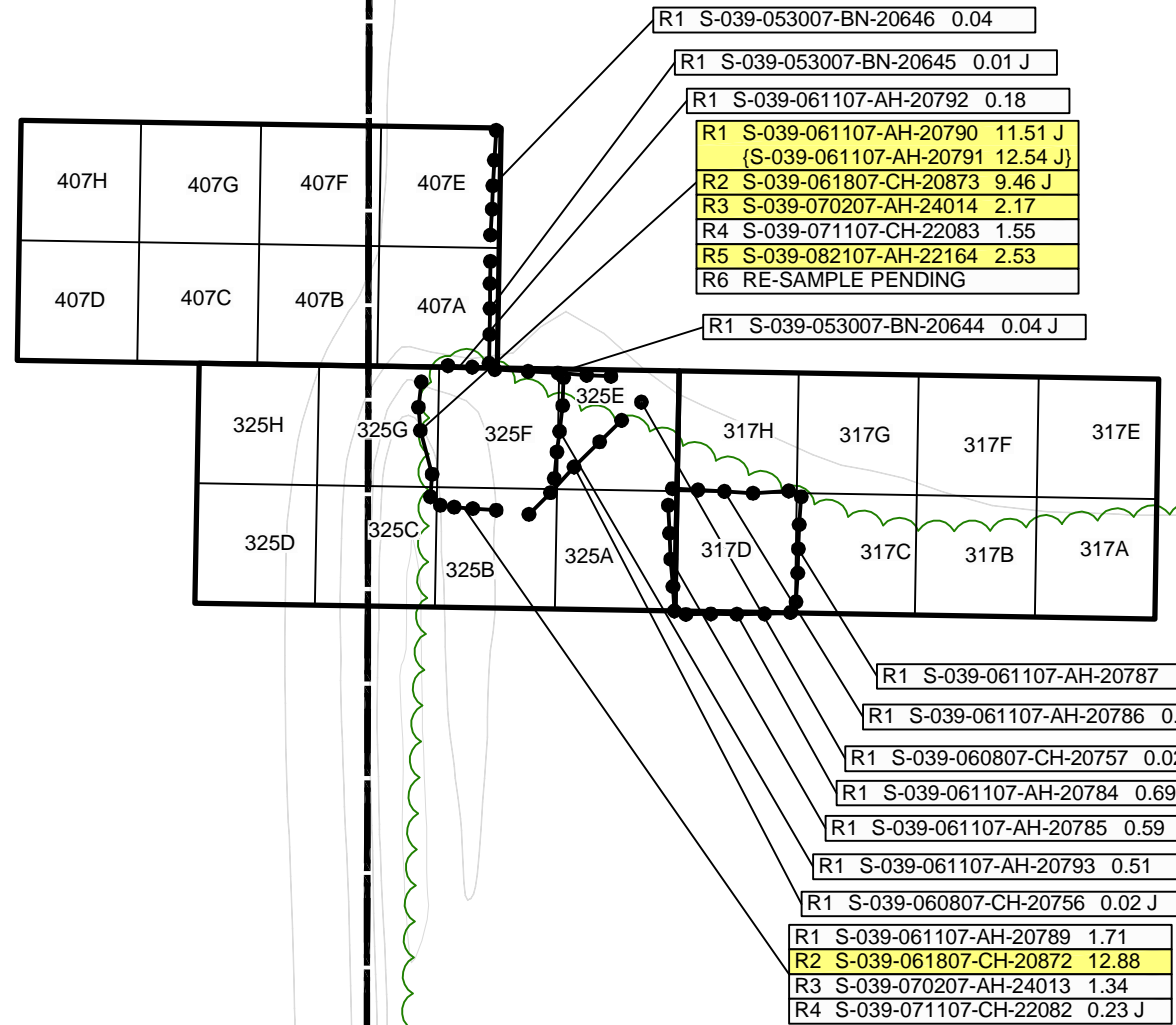 R1 S-039-053007-BN-20646 0.04
R1 S-039-053007-BN-20645 0.01 J
R1 S-039-061107-AH-20792 0.18
R1 S-039-061107-AH-20790 11.51 J
{S-039-061107-AH-20791 12.54 J}
R2 S-039-061807-CH-20873 9.46 J
R3 S-039-070207-AH-24014 2.17
R4 S-039-071107-CH-22083 1.55
R5 S-039-082107-AH-22164 2.53
R6 RE-SAMPLE PENDING
R1 S-039-053007-BN-20644 0.04 J
407H 407G 407F 407E
407D 407C 407B 407A
325H 325G 325F 325E 317H 317G 317F 317E
325D 325C 325B 325A 317D 317C 317B 317A
R1 S-039-061107-AH-20787
R1 S-039-061107-AH-20786 0.
R1 S-039-060807-CH-20757 0.02
R1 S-039-061107-AH-20784 0.69
R1 S-039-061107-AH-20785 0.59
R1 S-039-061107-AH-20793 0.51
R1 S-039-060807-CH-20756 0.02 J
R1 S-039-061107-AH-20789 1.71
R2 S-039-061807-CH-20872 12.88
R3 S-039-070207-AH-24013 1.34
R4 S-039-071107-CH-22082 0.23 J